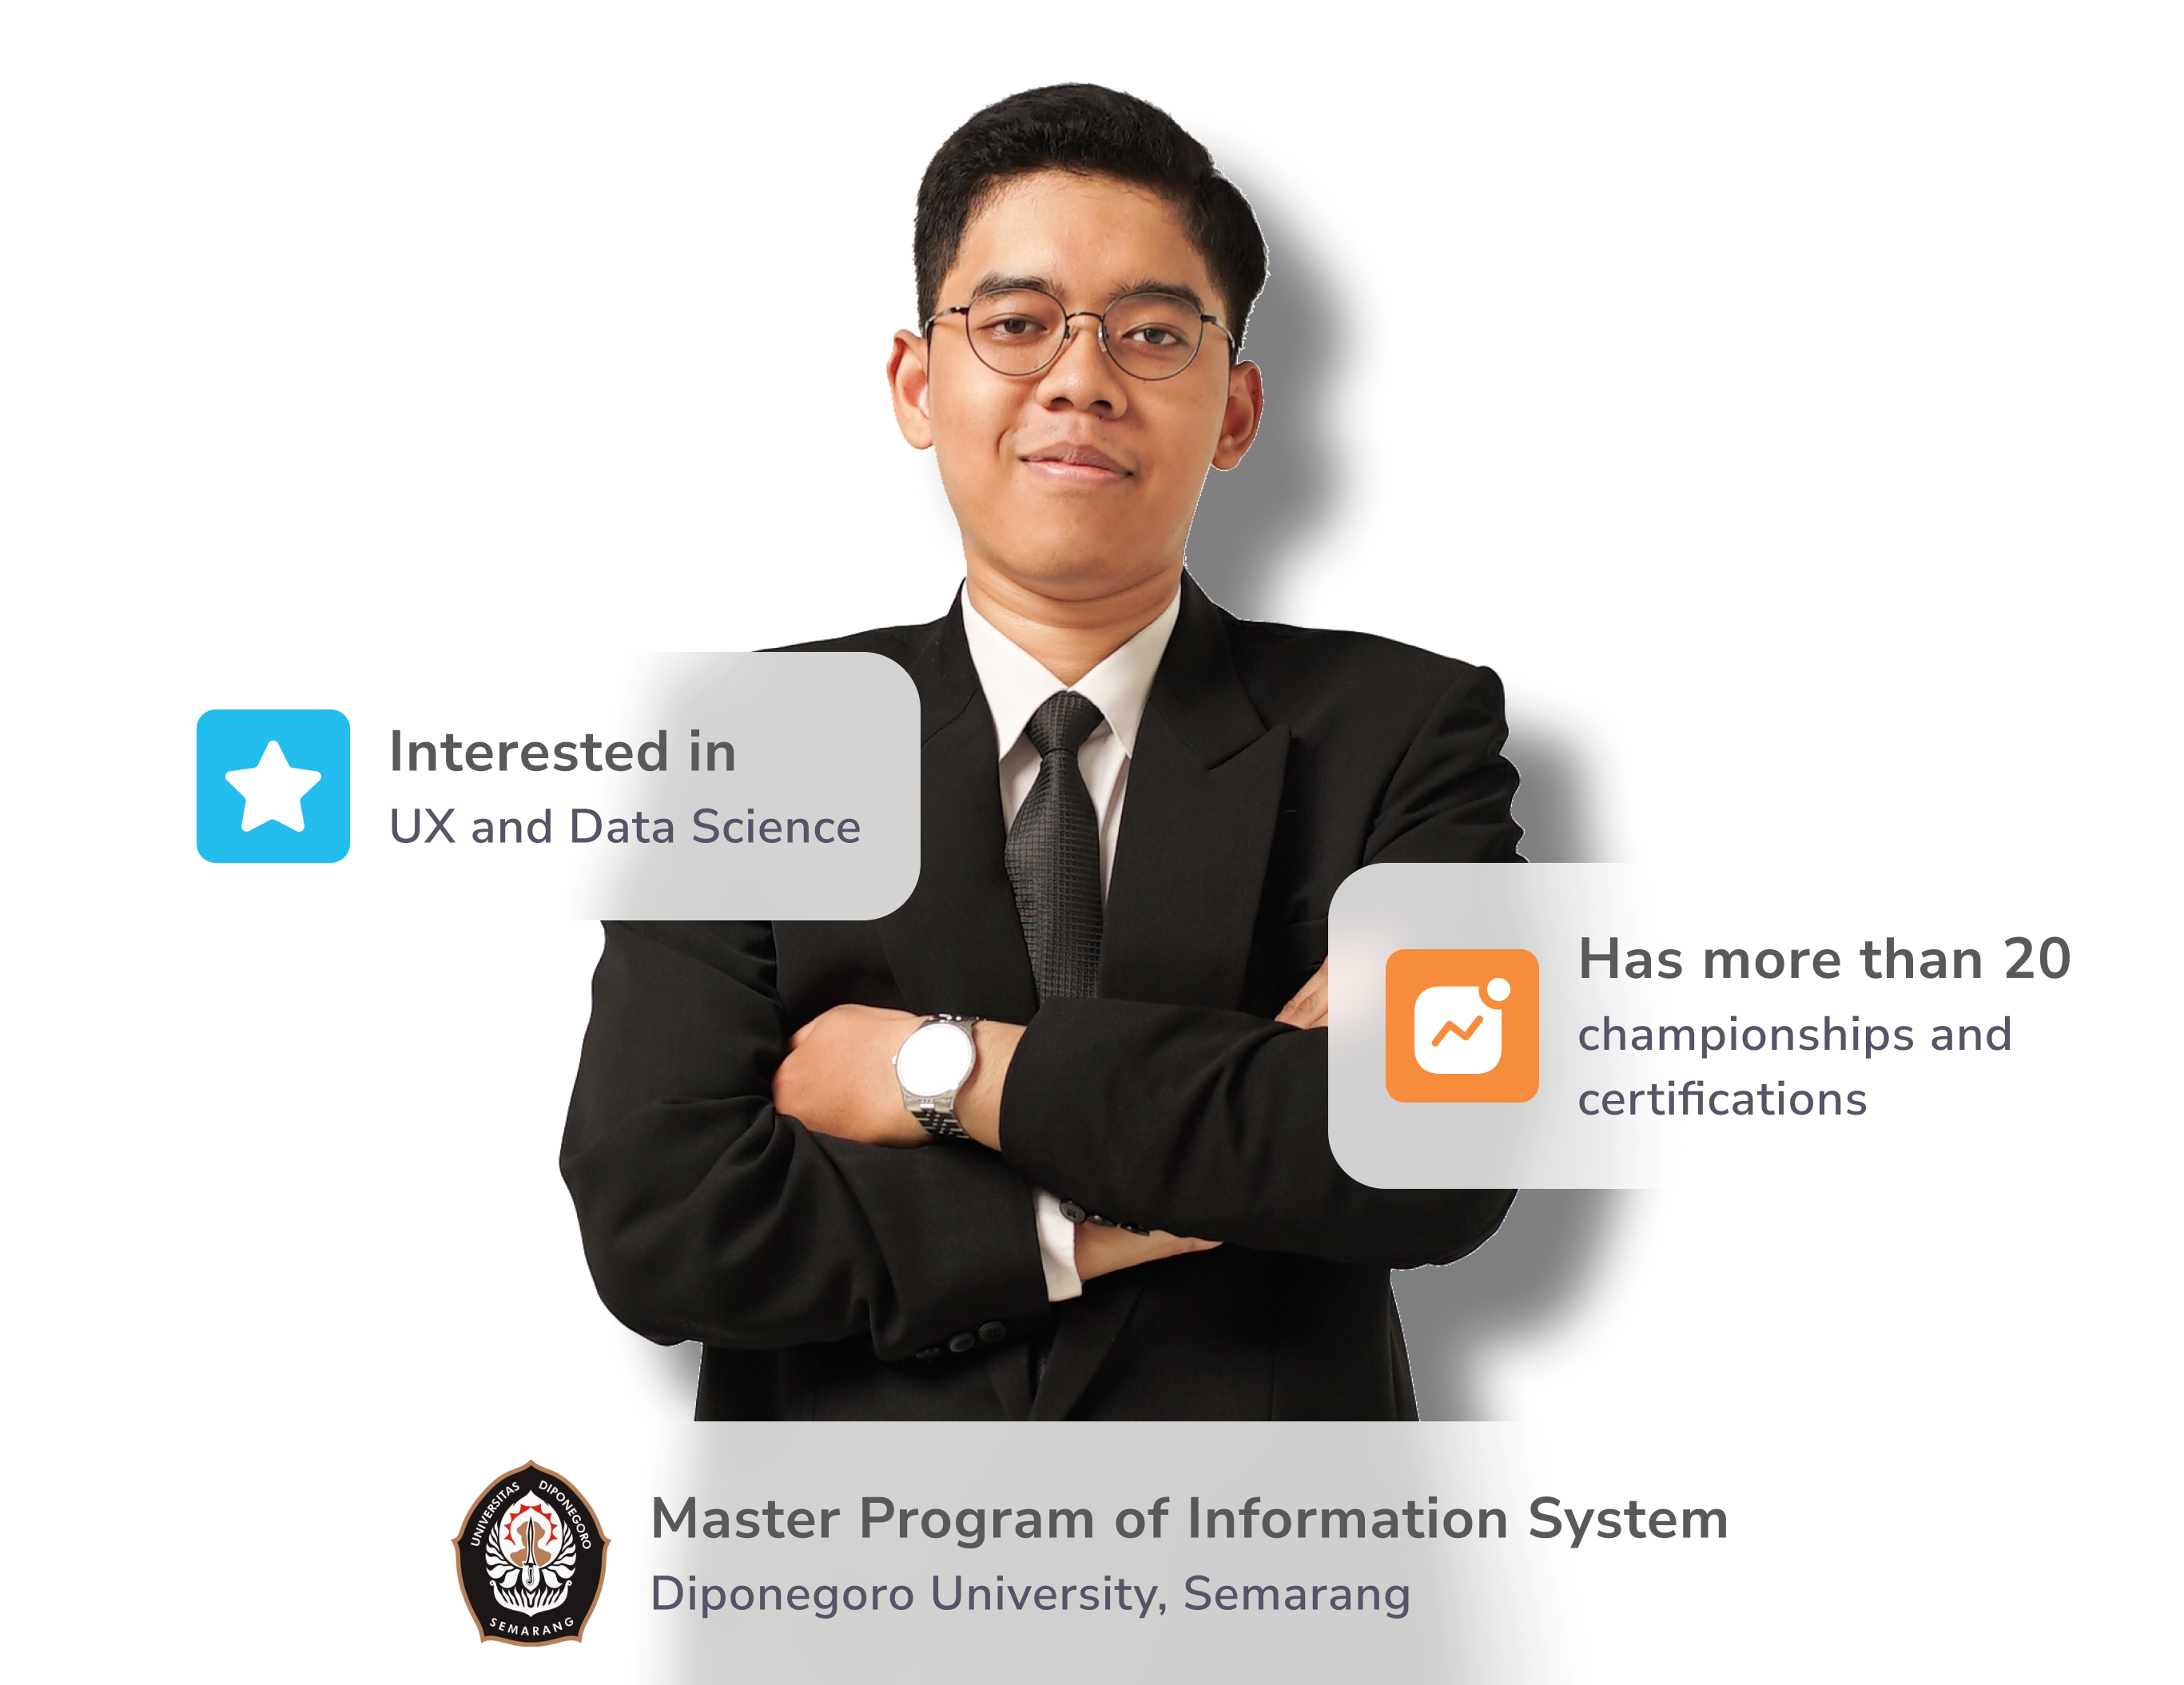 Interested in
UX and Data Science
Has more than 20
championships and
certifications
UNIVERSITAS DIPONEGORO
SEMARANG
Master Program of Information System
Diponegoro University, Semarang